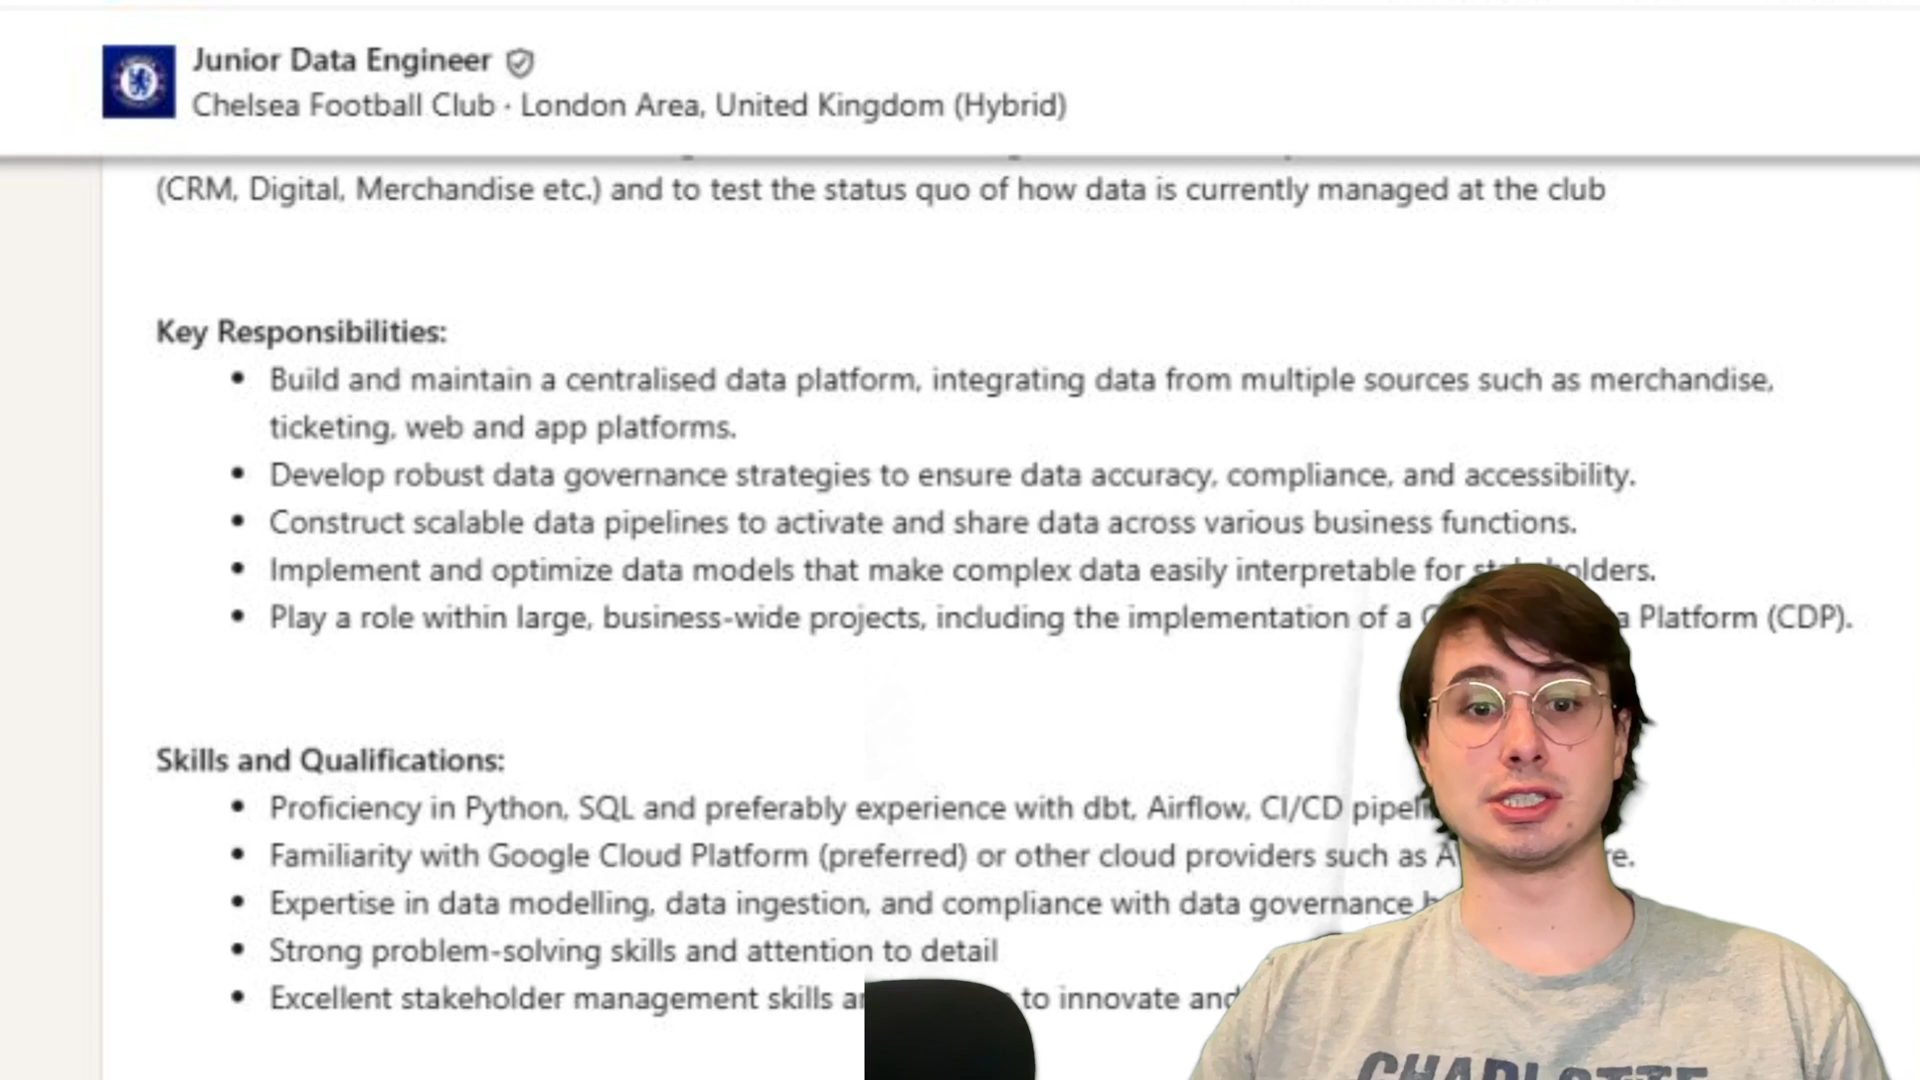 Junior Data Engineer
Chelsea Football Club · London Area, United Kingdom (Hybrid)
(CRM, Digital, Merchandise etc.) and to test the status quo of how data is currently managed at the club
Key Responsibilities:
• Build and maintain a centralised data platform, integrating data from multiple sources such as merchandise,
ticketing, web and app platforms.
• Develop robust data governance strategies to ensure data accuracy, compliance, and accessibility.
• Construct scalable data pipelines to activate and share data across various business functions.
• Implement and optimize data models that make complex data easily interpretable for
• Play a role within large, business-wide projects, including the implementation of a Platform (CDP).
Skills and Qualifications:
• Proficiency in Python, SQL and preferably experience with dbt, Airflow, CI/CD
• Familiarity with Google Cloud Platform (preferred) or other cloud providers such as
• Expertise in data modelling, data ingestion, and compliance with data governance
• Strong problem-solving skills and attention to detail
• Excellent stakeholder management skills to innovate and
CHARLOTTE